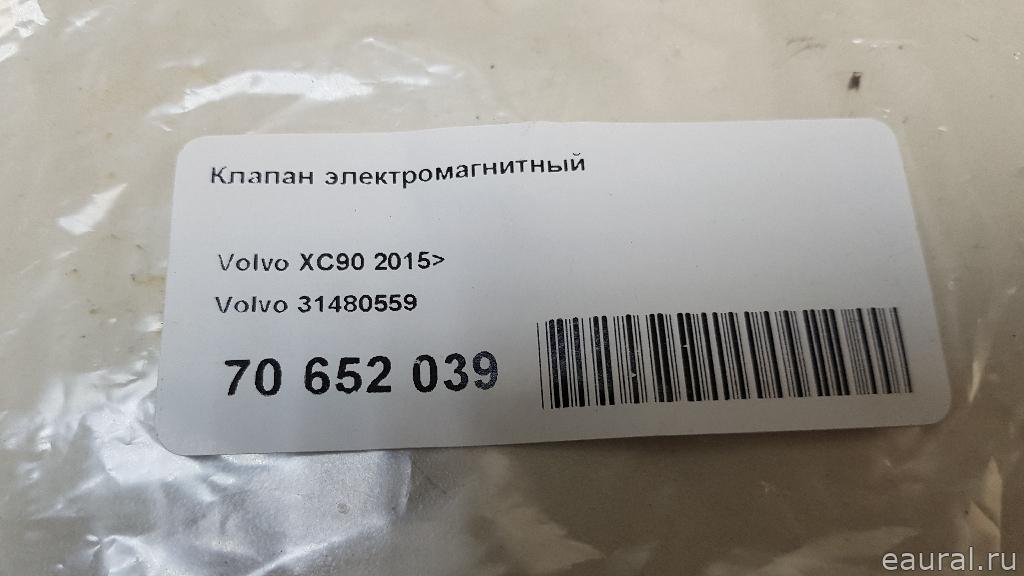 Клапан электромагнитный
Volvo XC90 2015>
Volvo 31480559
70 652 039
eaural.ru